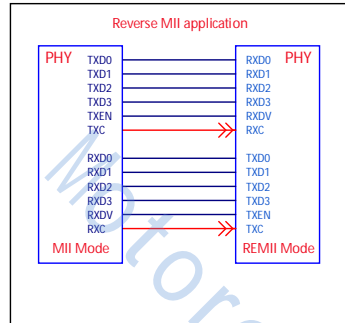 Reverse MII application
PHY PHY
TXD0 RXD0
TXD1 RXD1
TXD2 RXD2
TXD3 RXD3
TXEN RXDV
TXC RXC
RXD0 TXD0
RXD1 TXD1
RXD2 TXD2
RXD3 TXD3
RXDV TXEN
RXC TXC
MII Mode REMII Mode
Motor